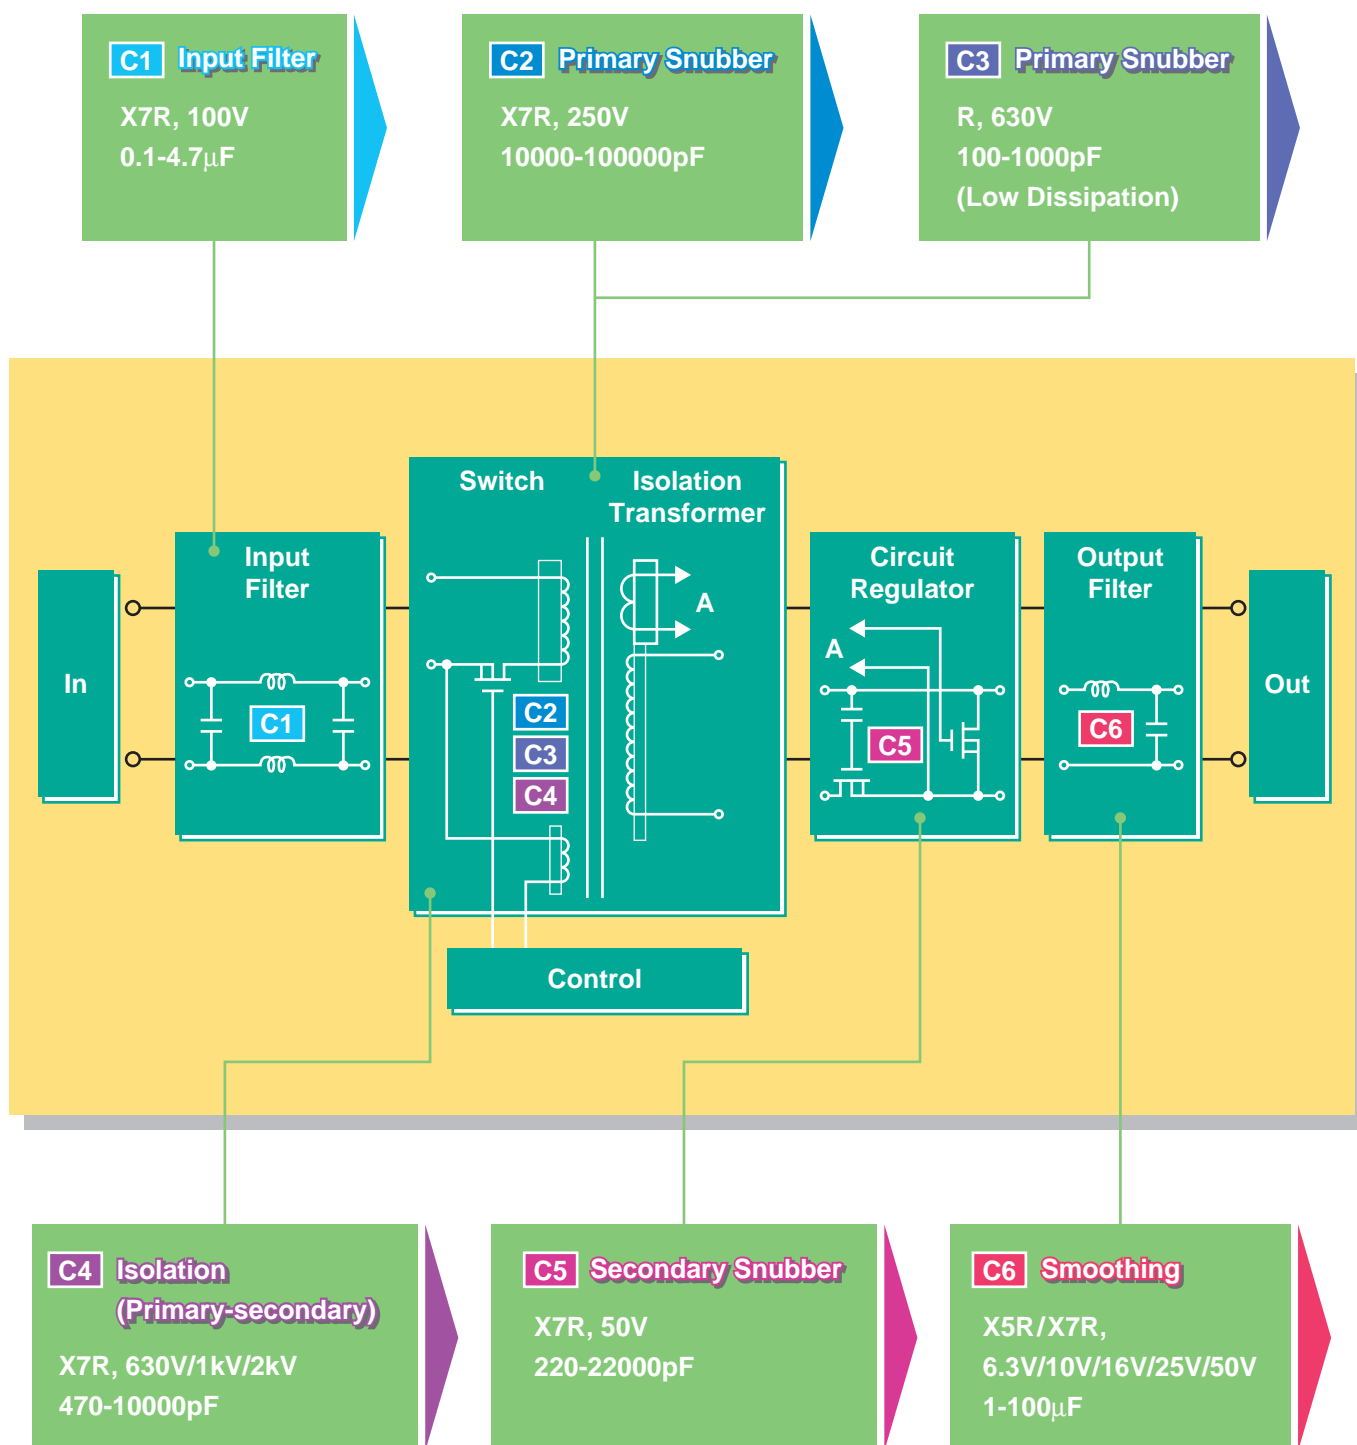 C1 Input Filter
X7R, 100V
0.1-4.7μF
C2 Primary Snubber
X7R, 250V
10000-100000pF
C3 Primary Snubber
R, 630V
100-1000pF
(Low Dissipation)
In
Input
Filter
C1
Switch
Isolation
Transformer
A
C2
C3
C4
Control
Circuit
Regulator
A
C5
Output
Filter
C6
Out
C4 Isolation
(Primary-secondary)
X7R, 630V/1kV/2kV
470-10000pF
C5 Secondary Snubber
X7R, 50V
220-22000pF
C6 Smoothing
X5R/X7R,
6.3V/10V/16V/25V/50V
1-100μF